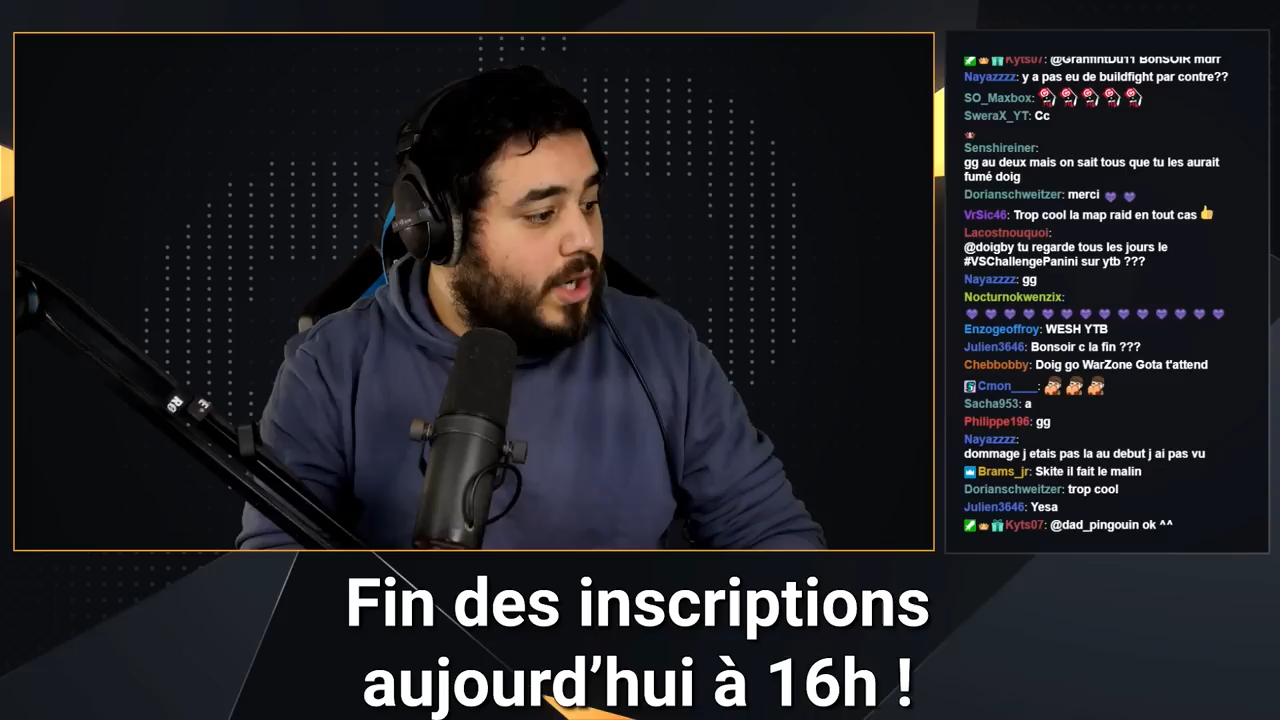 Kyts07: @GranfintDu11 BonSOIR mdrr
Nayazzzz: y a pas eu de buildfight par contre??
SO_Maxbox:
SweraX_YT: Cc
Senshireiner:
gg au deux mais on sait tous que tu les aurait
fumé doig
Dorianschweitzer: merci
VrSic46: Trop cool la map raid en tout cas
Lacostnouquoi:
@doigby tu regarde tous les jours le
#VSChallengePanini sur ytb ???
Nayazzzz: gg
Nocturnokwenzix:
Enzogeoffroy: WESH YTB
Julien3646: Bonsoir c la fin ???
Chebbobby: Doig go WarZone Gota t'attend
Cmon____:
Sacha953: a
Philippe196: gg
Nayazzzz:
dommage j etais pas la au debut j ai pas vu
Brams_jr: Skite il fait le malin
Dorianschweitzer: trop cool
Julien3646: Yesa
Kyts07: @dad_pingouin ok ^^
Fin des inscriptions
aujourd’hui à 16h !